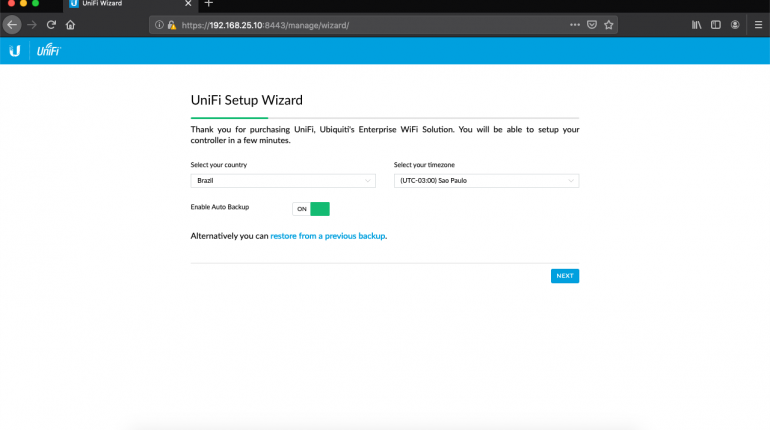 UniFi Wizard
https://192.168.25.10:8443/manage/wizard/
U UniFi
UniFi Setup Wizard
Thank you for purchasing UniFi, Ubiquiti's Enterprise WiFi Solution. You will be able to setup your
controller in a few minutes.
Select your country Select your timezone
Brazil (UTC-03:00) Sao Paulo
Enable Auto Backup ON
Alternatively you can restore from a previous backup.
NEXT